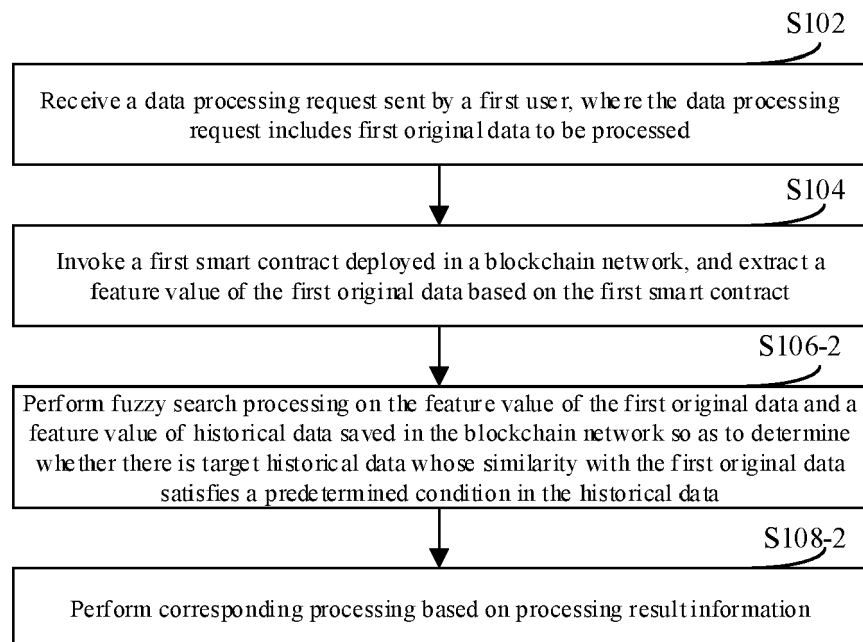 S102
Receive a data processing request sent by a first user, where the data processing
request includes first original data to be processed
S104
Invoke a first smart contract deployed in a blockchain network, and extract a
feature value of the first original data based on the first smart contract
S106-2
Perform fuzzy search processing on the feature value of the first original data and a
feature value of historical data saved in the blockchain network so as to determine
whether there is target historical data whose similarity with the first original data
satisfies a predetermined condition in the historical data
S108-2
Perform corresponding processing based on processing result information